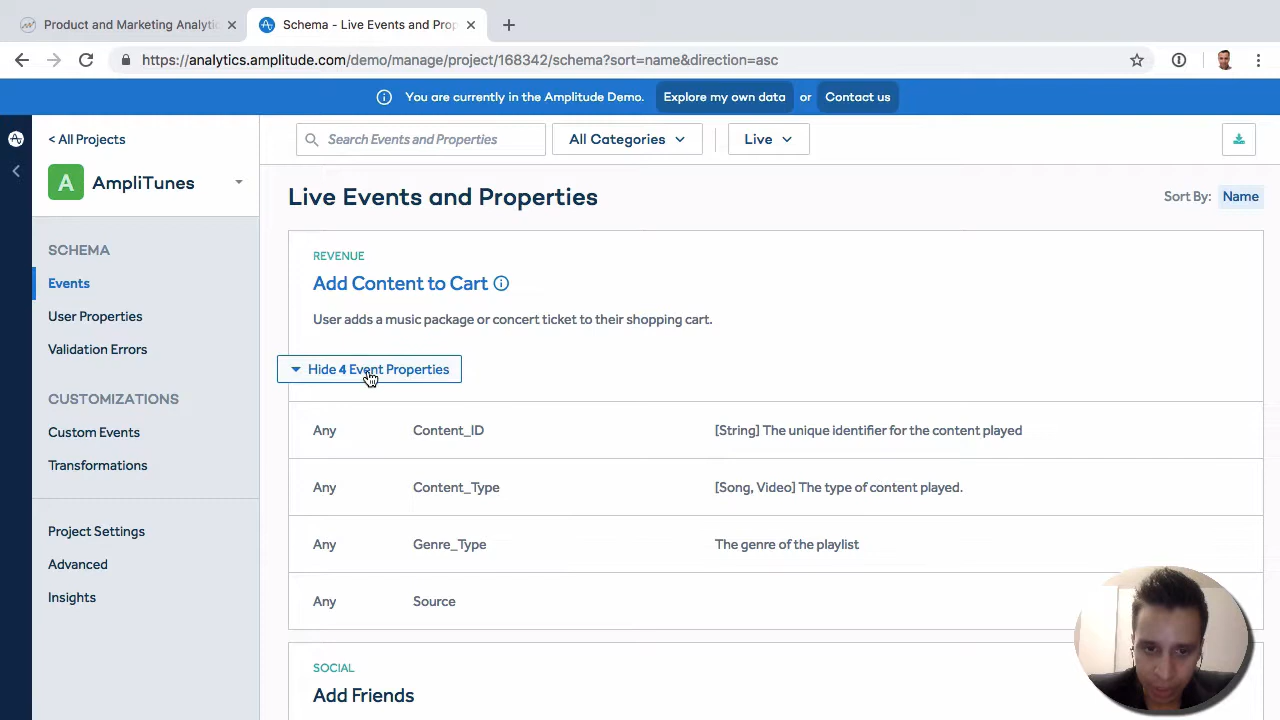 Product and Marketing Analytic
Schema - Live Events and Prop
https://analytics.amplitude.com/demo/manage/project/168342/schema?sort=name&direction=asc
You are currently in the Amplitude Demo. Explore my own data or Contact us
< All Projects
Search Events and Properties
All Categories
Live
A AmpliTunes
Live Events and Properties
Sort By: Name
SCHEMA
Events
User Properties
Validation Errors
CUSTOMIZATIONS
Custom Events
Transformations
Project Settings
Advanced
Insights
REVENUE
Add Content to Cart
User adds a music package or concert ticket to their shopping cart.
Hide 4 Event Properties
Any Content_ID [String] The unique identifier for the content played
Any Content_Type [Song, Video] The type of content played.
Any Genre_Type The genre of the playlist
Any Source
SOCIAL
Add Friends